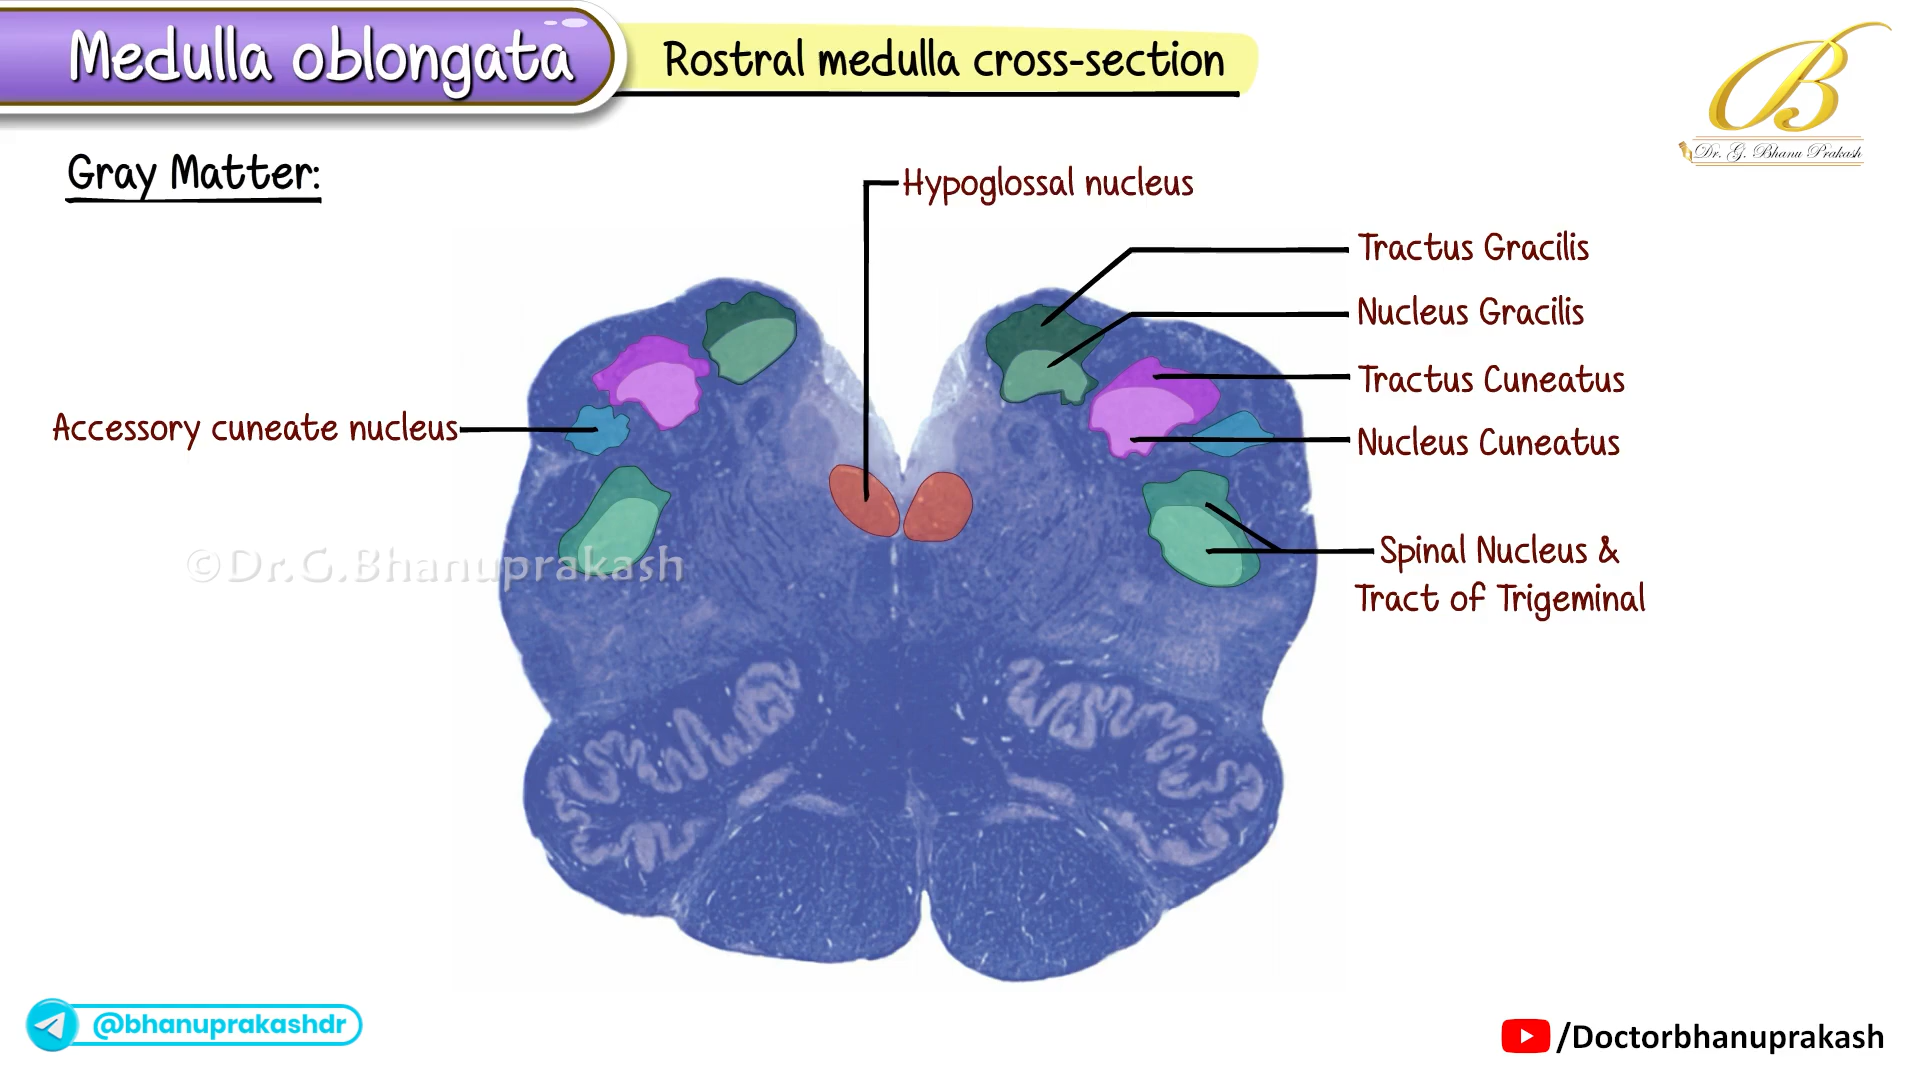 Medulla oblongata
Rostral medulla cross-section
B
Dr. G. Bhanu Prakash
Gray Matter:
Hypoglossal nucleus
Tractus Gracilis
Nucleus Gracilis
Tractus Cuneatus
Accessory cuneate nucleus
Nucleus Cuneatus
Spinal Nucleus &
Tract of Trigeminal
©Dr.G.Bhanuprakash
@bhanuprakashdr
/Doctorbhanuprakash